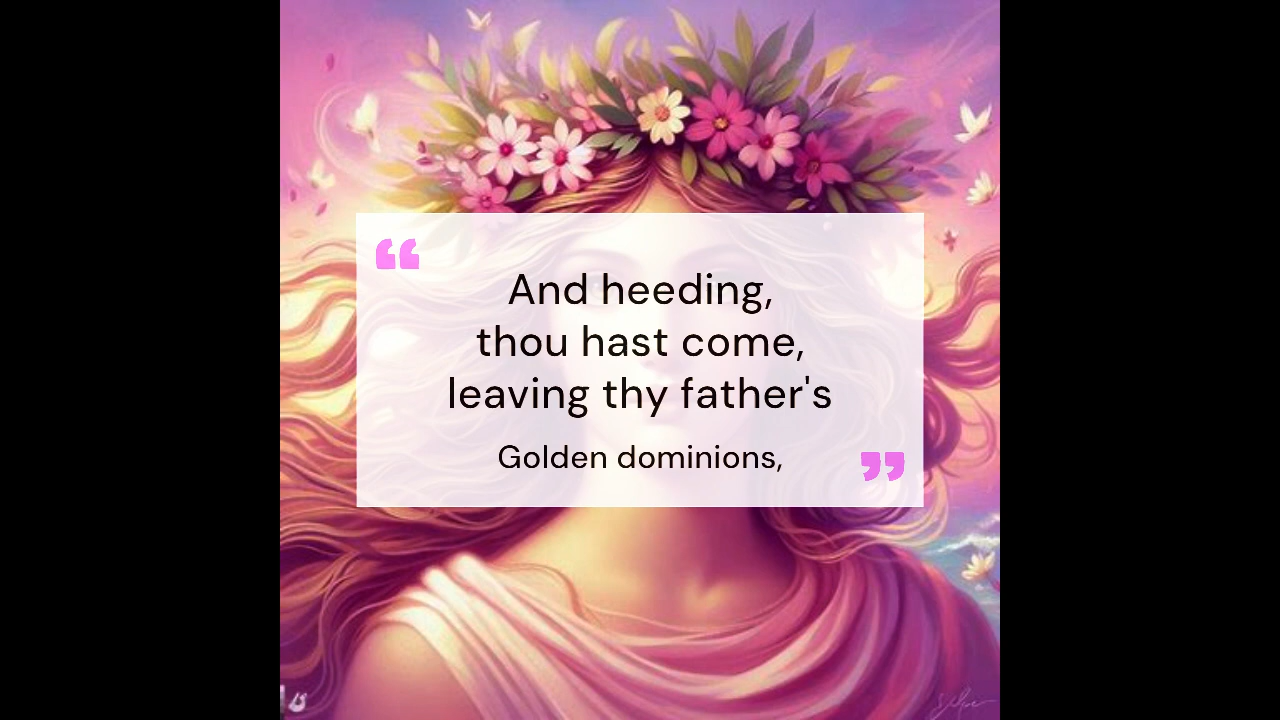 And heeding,
thou hast come,
leaving thy father's
Golden dominions,